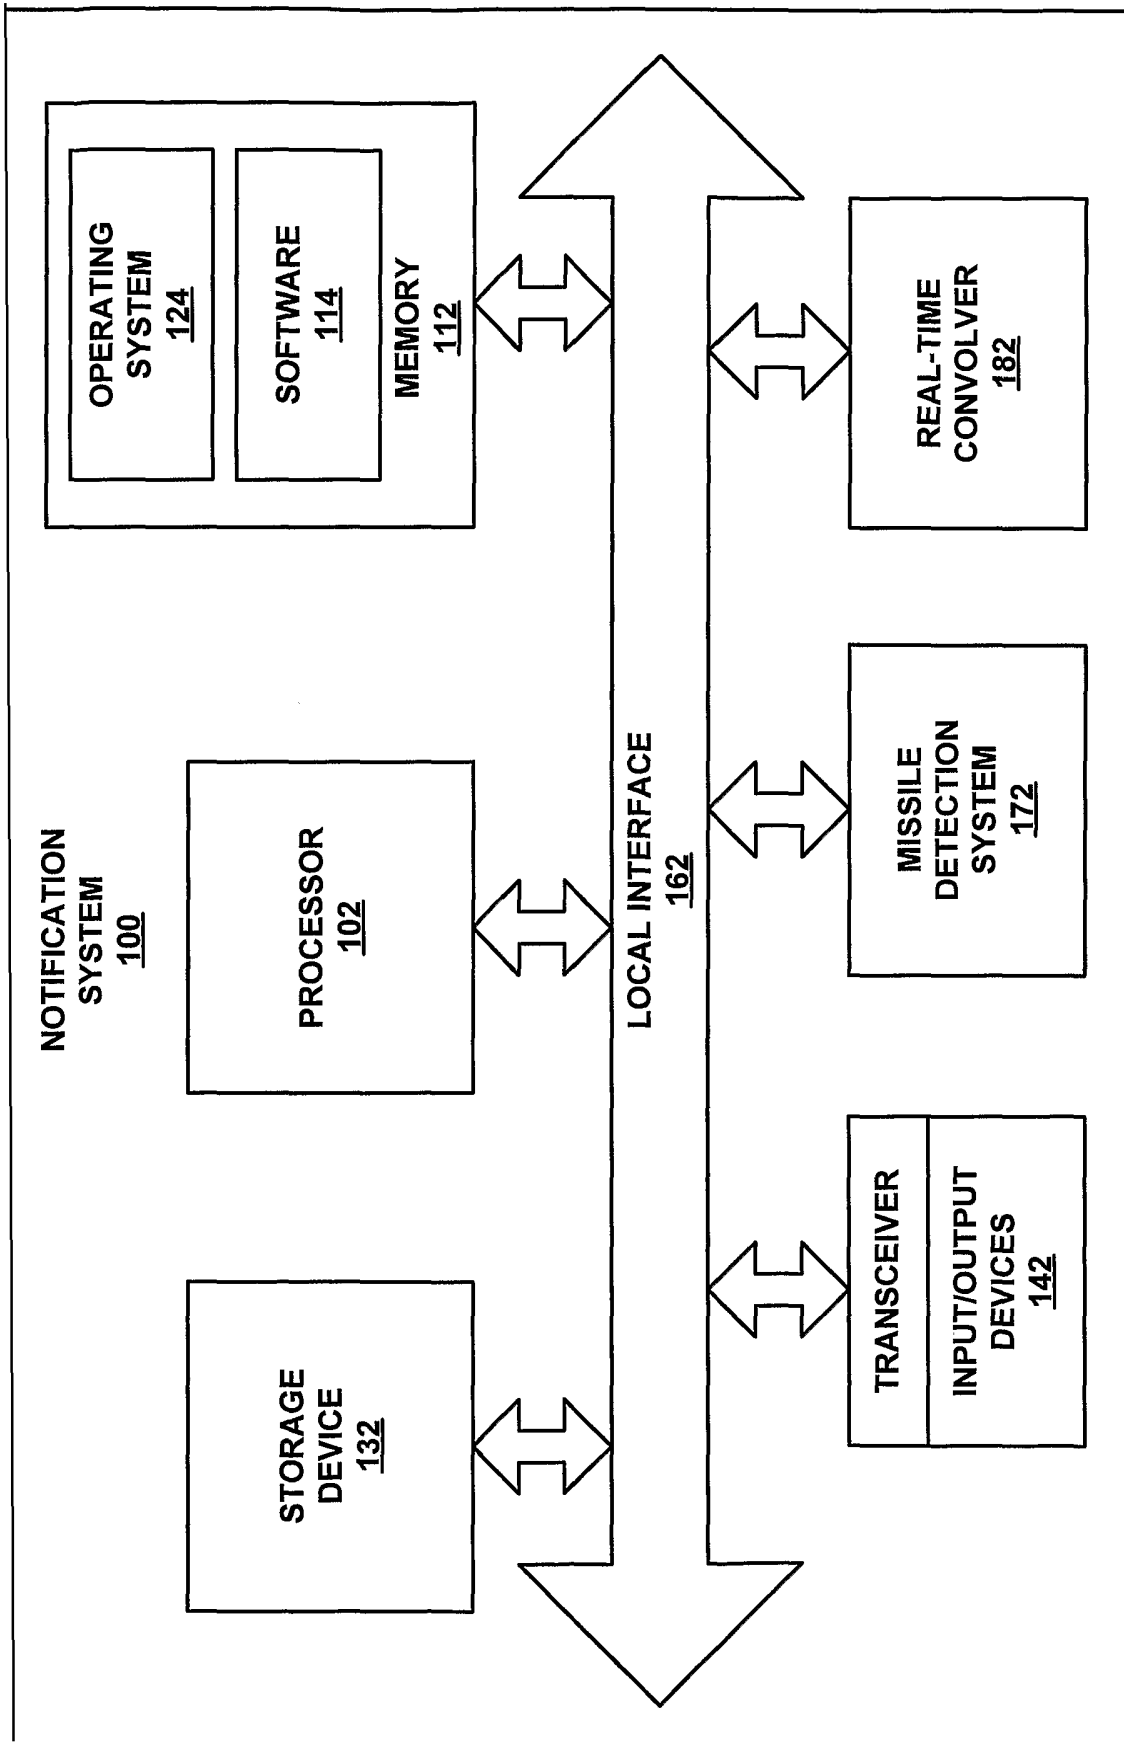 NOTIFICATION
SYSTEM
100
STORAGE
DEVICE
132
PROCESSOR
102
OPERATING
SYSTEM
124
SOFTWARE
114
MEMORY
112
LOCAL INTERFACE
162
TRANSCEIVER
INPUT/OUTPUT
DEVICES
142
MISSILE
DETECTION
SYSTEM
172
REAL-TIME
CONVOLVER
182